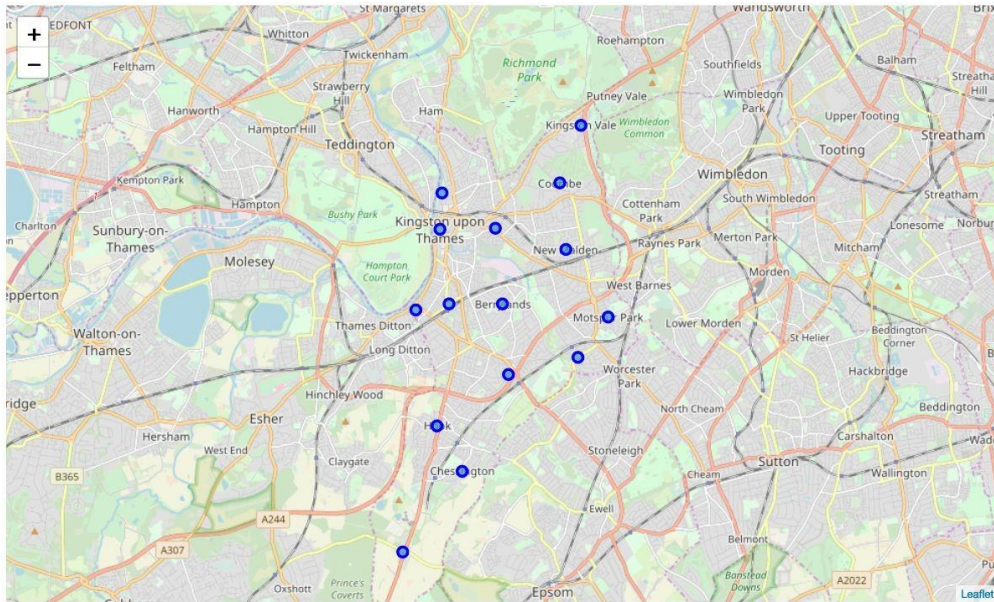 +
−
EDFONT
St Margarets
Wandsworth
Whitton
Twickenham
Roehampton
Feltham
Richmond
Park
Southfields
Balham
Strawberry
Hill
Ham
Putney Vale
Wimbledon
Park
Hanworth
Hampton Hill
Wimbledon
Common
Upper Tooting
Teddington
Streatham
Tooting
Kempton Park
Wimbledon
Hampton
Bushy Park
Cottenham
Park
South Wimbledon
Streatham
Charlton
Kingston upon
Thames
Lonesome
Sunbury-on-
Thames
Raynes Park
Merton Park
Mitcham
Molesey
Hampton
Court Park
Morden
West Barnes
epperton
Thames Ditton
Lower Morden
Walton-on-
Thames
St Helier
Beddington
Corner
Long Ditton
Worcester
Park
Hackbridge
Hinchley Wood
North Cheam
Beddington
ridge
Esher
Hersham
West End
Carshalton
Claygate
Stoneleigh
Sutton
Wallington
B365
Cheam
Ewell
A244
Belmont
A307
Oxshott
Prince's
Coverts
Epsom
Banstead
Downs
A2022
Leaflet